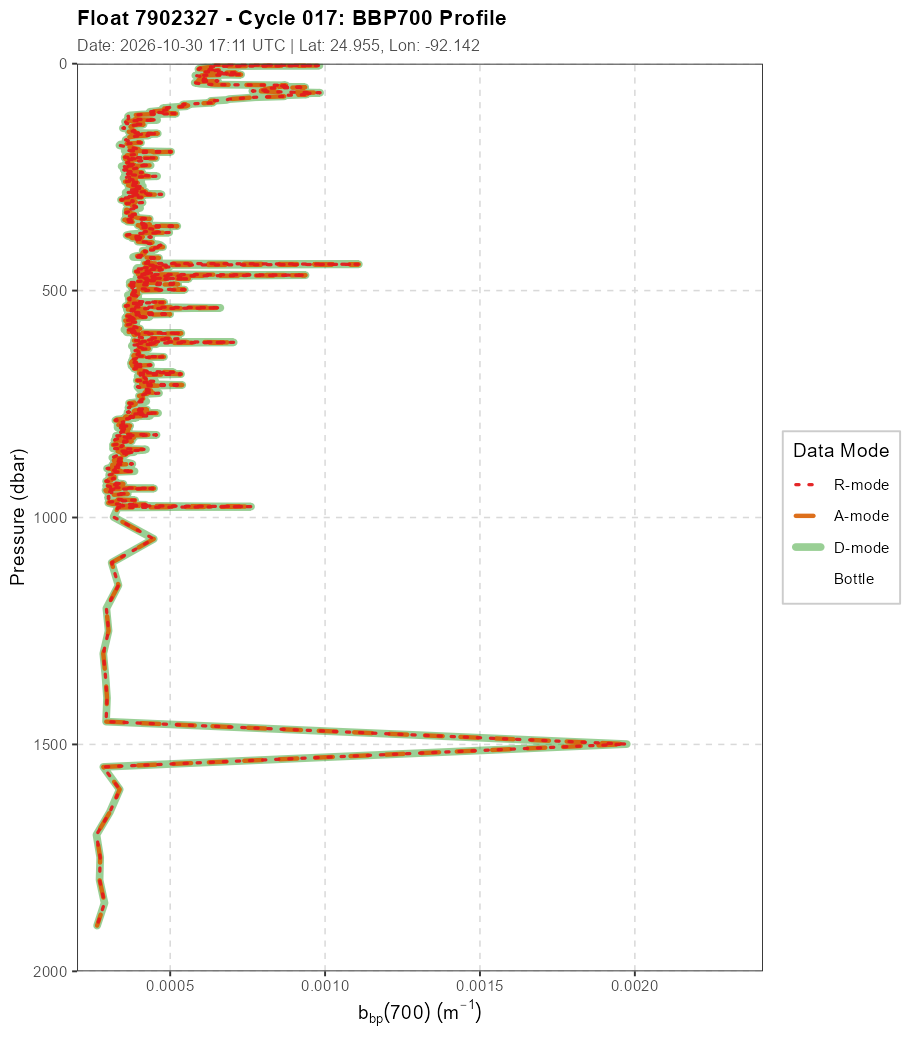 Float 7902327 - Cycle 017: BBP700 Profile
Date: 2026-10-30 17:11 UTC | Lat: 24.955, Lon: -92.142
0
500
1000
1500
2000
Pressure (dbar)
0.0005
0.0010
0.0015
0.0020
b_bp(700) (m⁻¹)
Data Mode
R-mode
A-mode
D-mode
Bottle